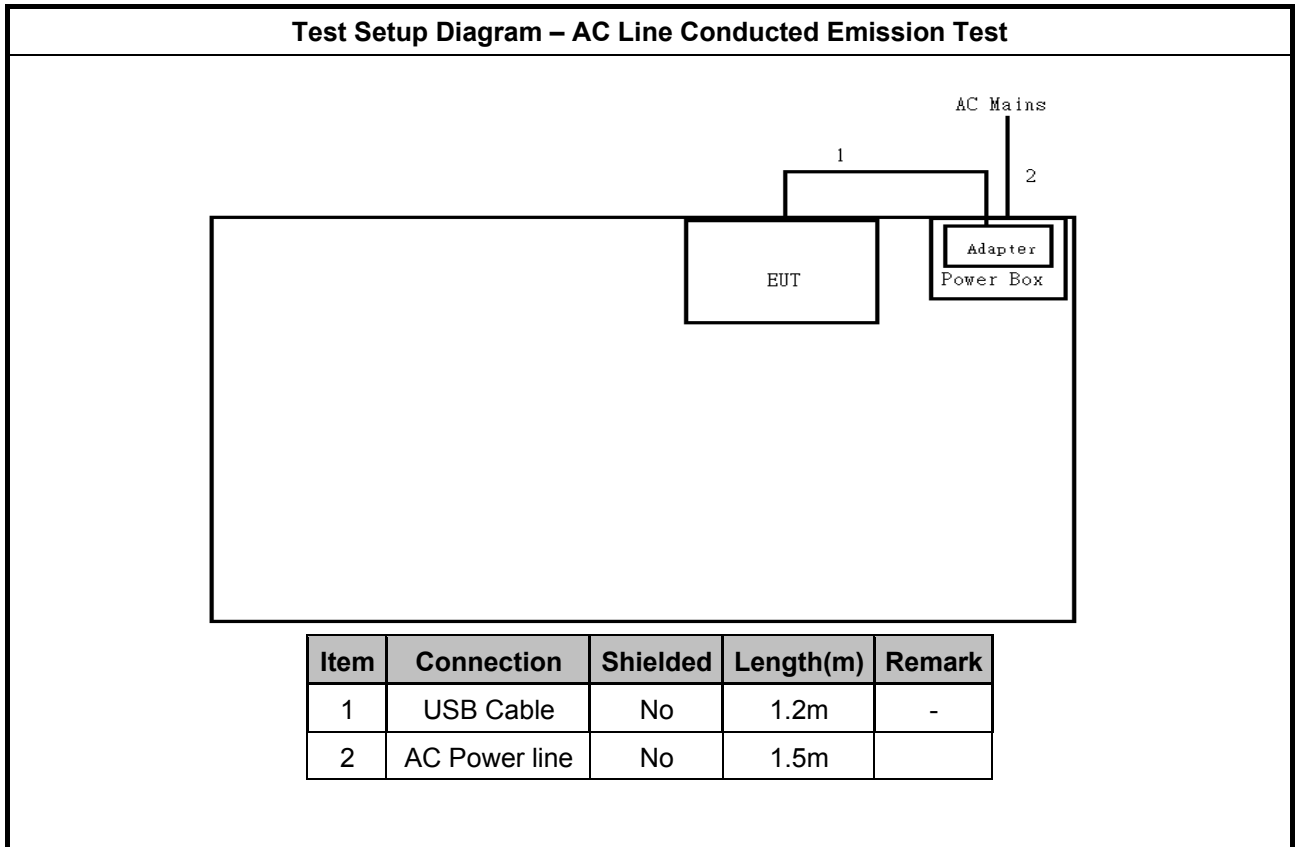 Test Setup Diagram – AC Line Conducted Emission Test
AC Mains
1
2
Adapter
EUT
Power Box
Item Connection Shielded Length(m) Remark
1 USB Cable No 1.2m -
2 AC Power line No 1.5m